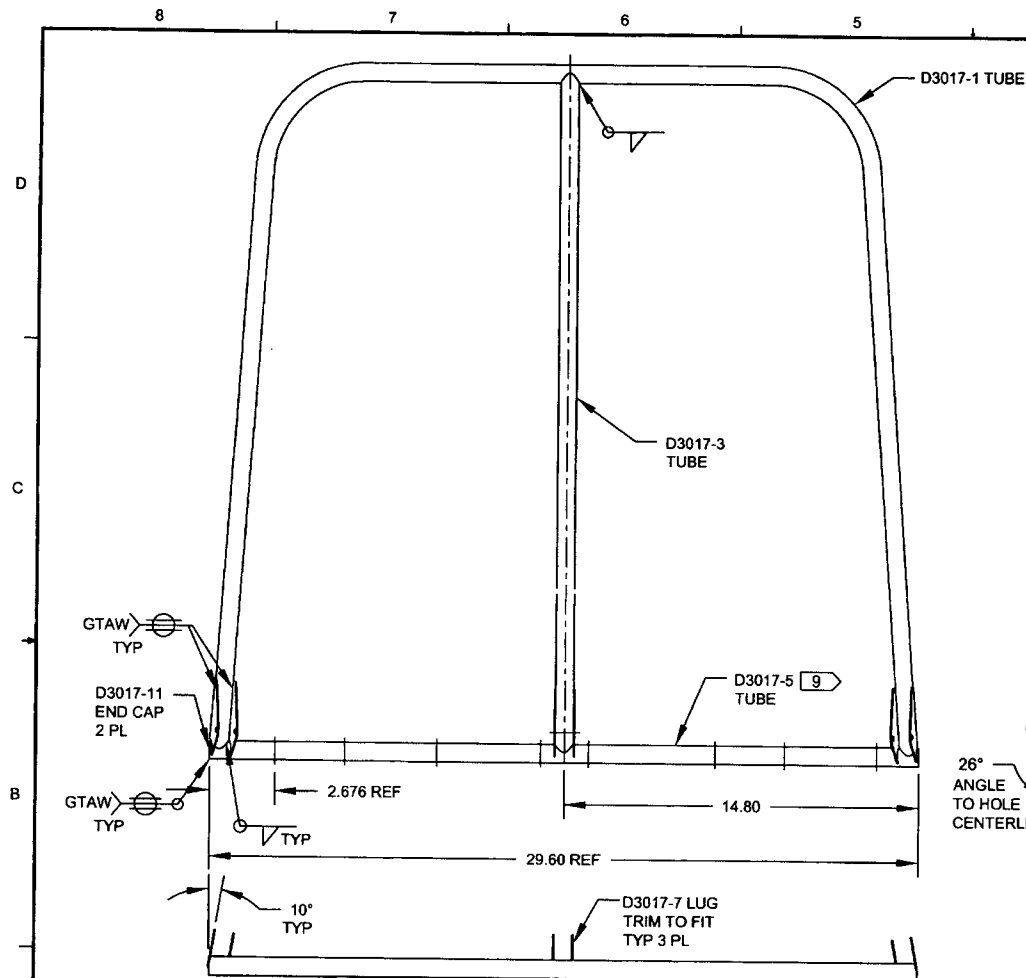 8
7
6
5
D
C
B
D3017-1 TUBE
D3017-3
TUBE
GTAW
TYP
D3017-11
END CAP
2 PL
D3017-5 9
TUBE
GTAW
TYP
TYP
2.676 REF
14.80
26°
ANGLE
TO HOLE
29.60 REF
10°
TYP
D3017-7 LUG
TRIM TO FIT
TYP 3 PL